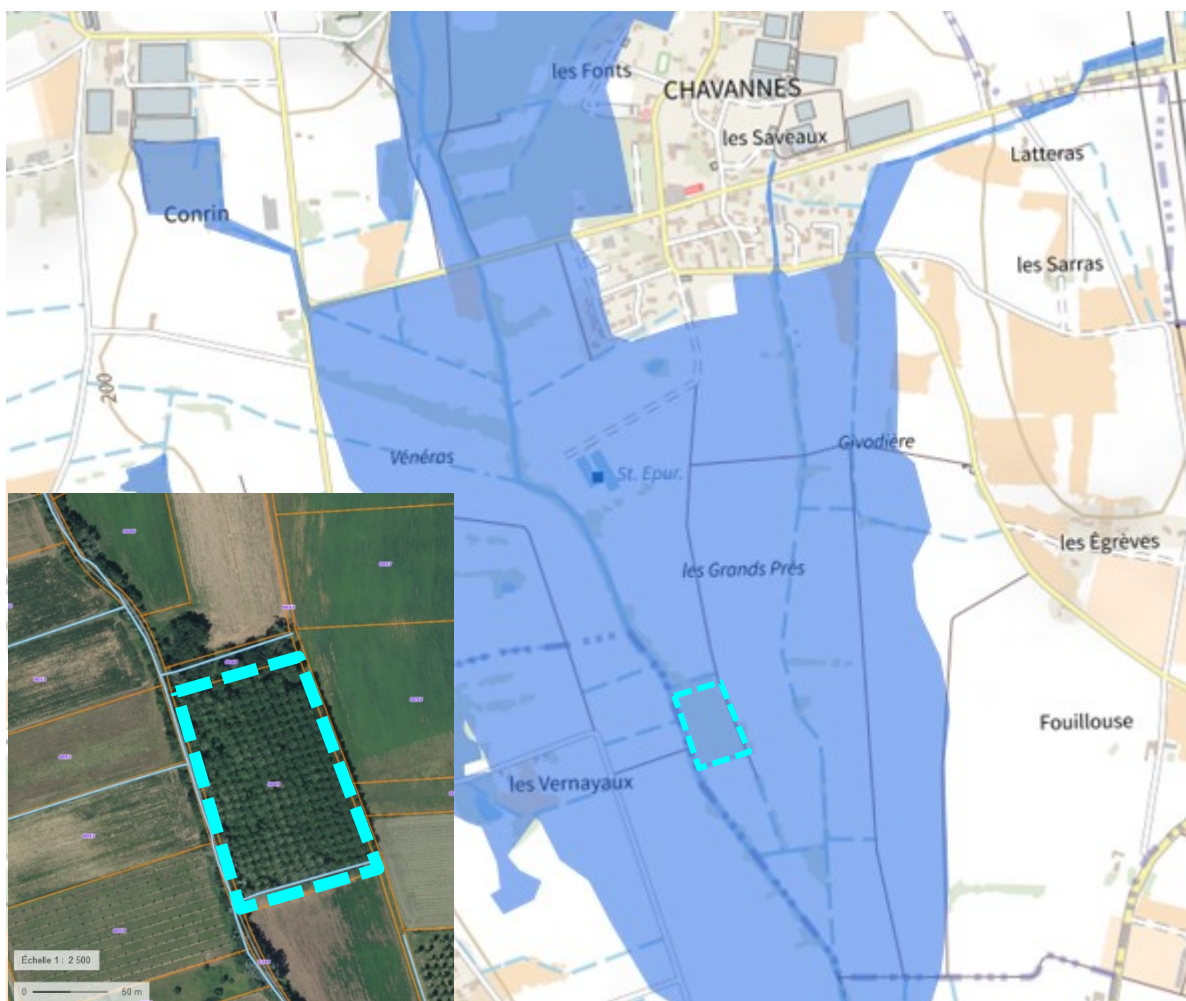 les Fonts
CHAVANNES
les Saveaux
Latteras
Conrin
les Sarras
200
Givodière
Vénéras
St. Epur.
les Égrèves
les Grands Prés
Fouillouse
les Vernayaux
Échelle 1 : 2 500
0
50 m